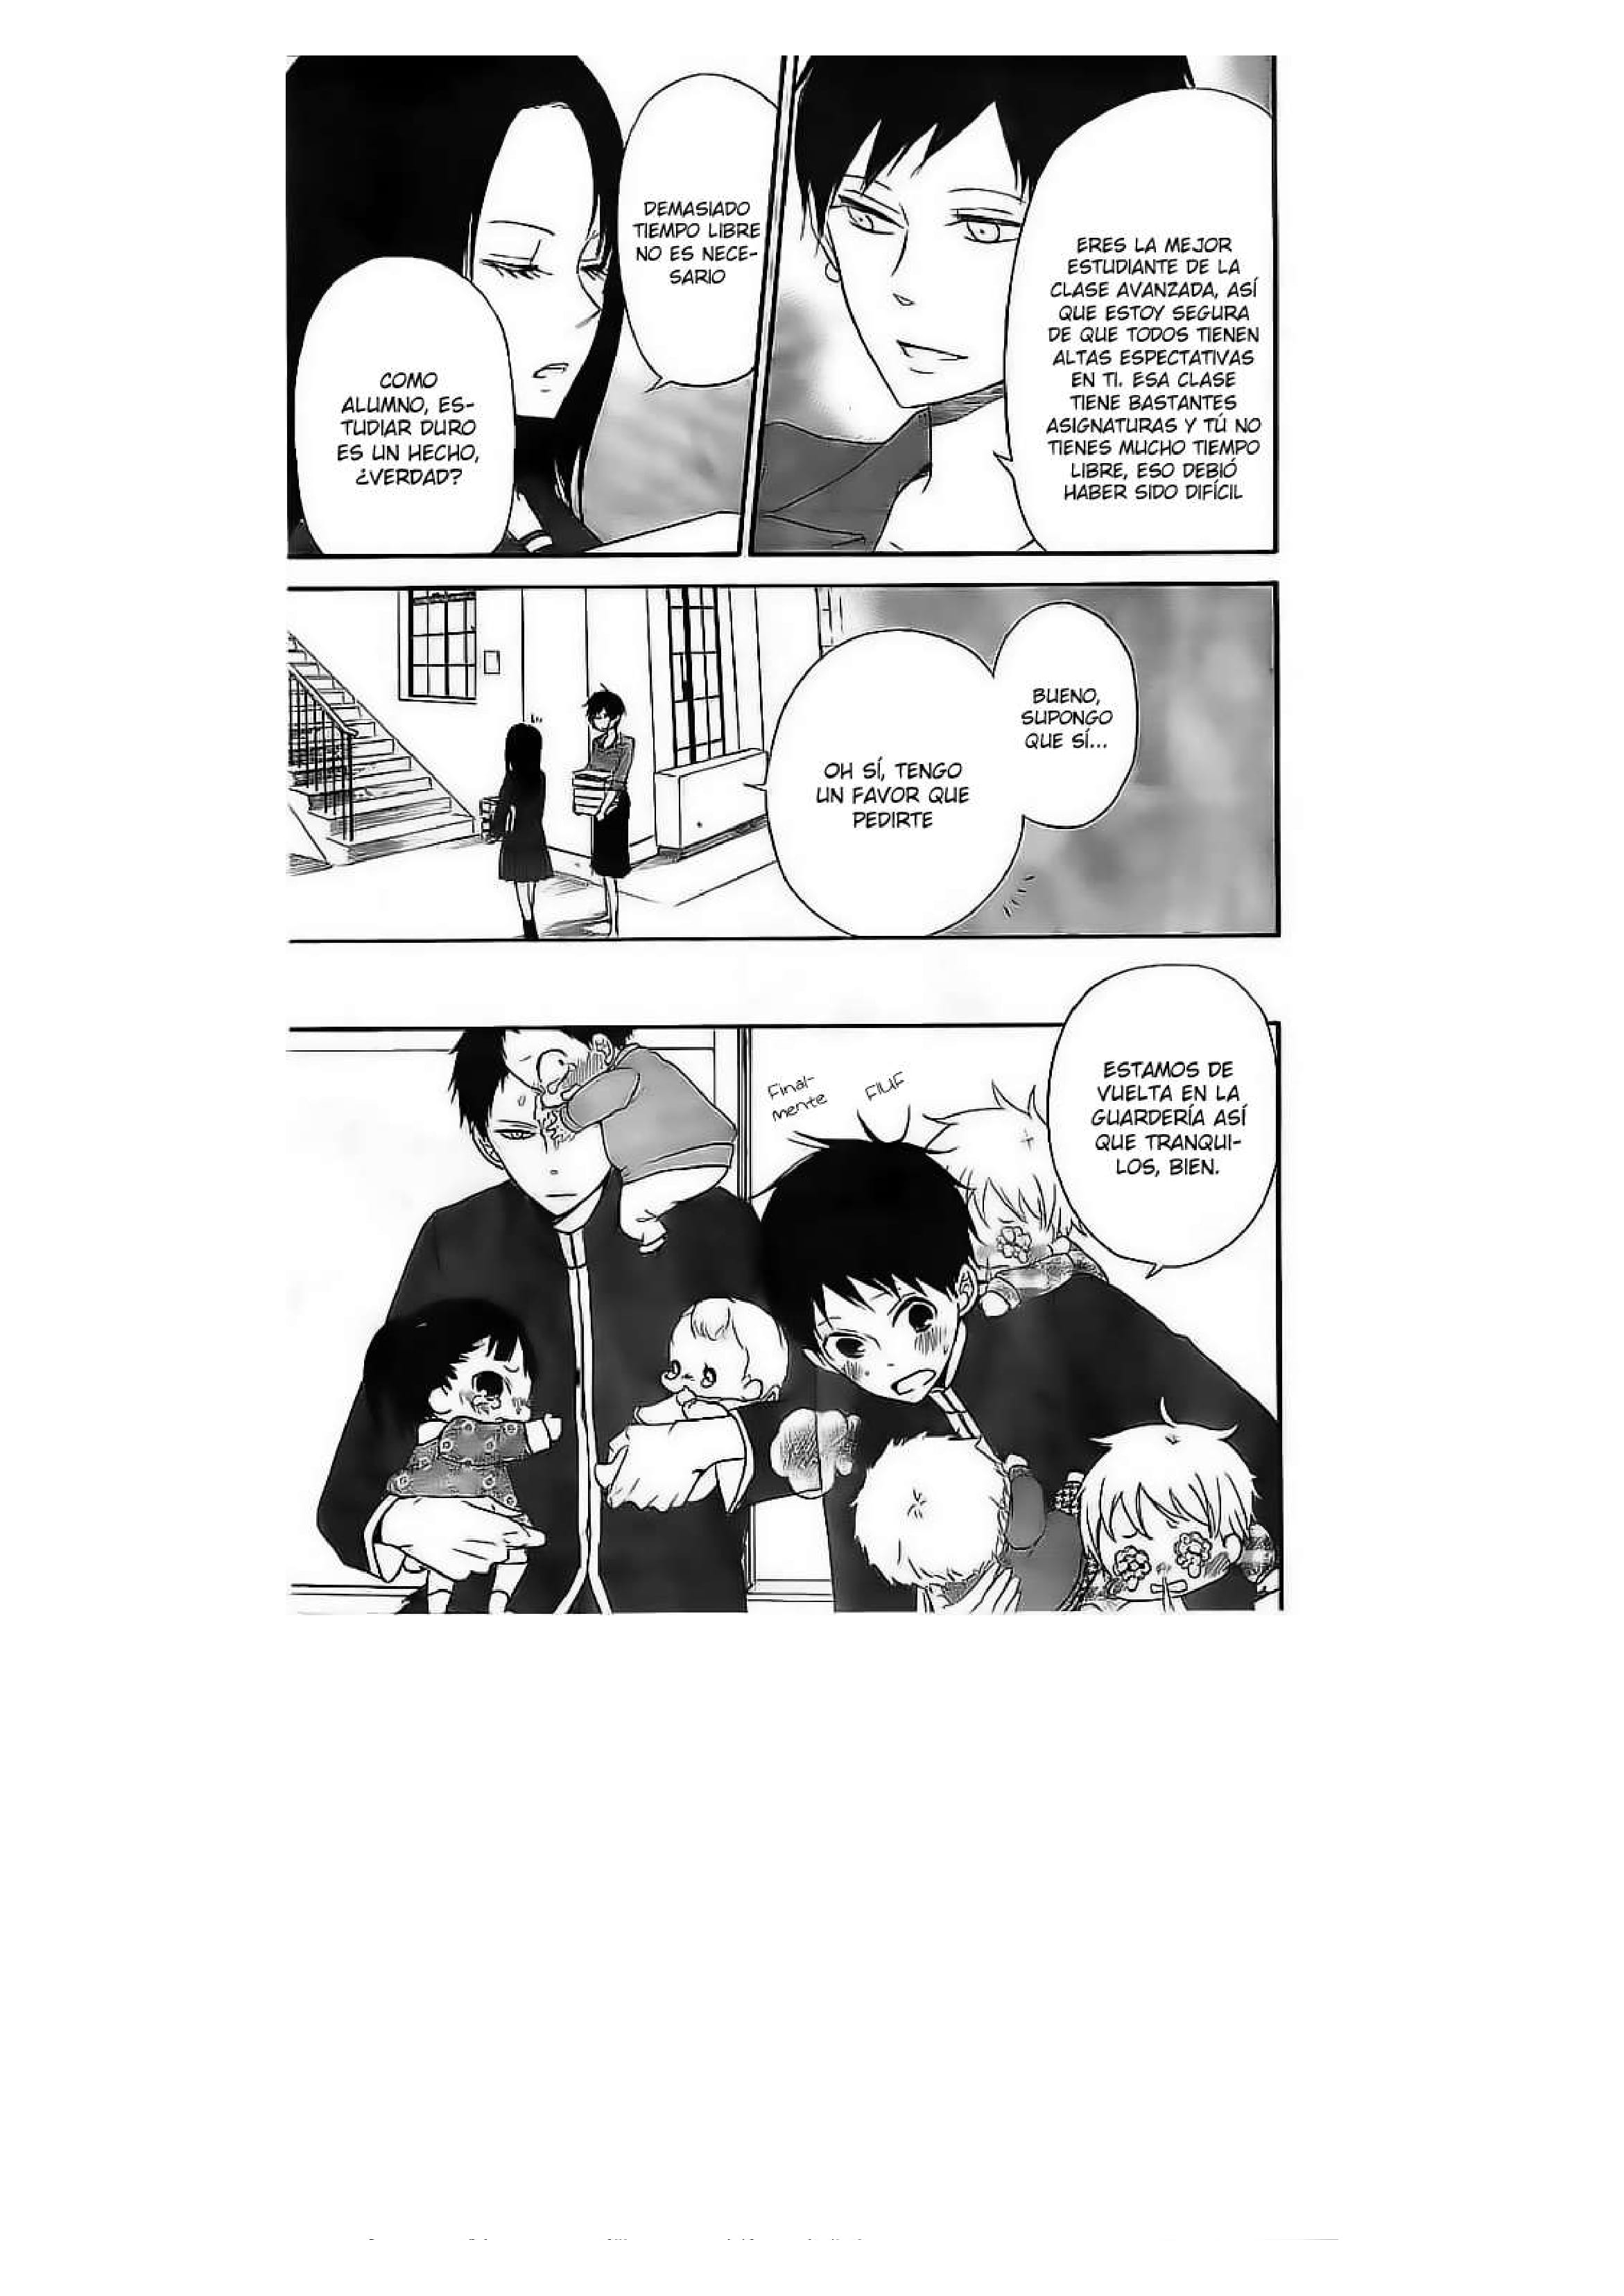 ERES LA MEJOR
ESTUDIANTE DE LA
CLASE AVANZADA, ASÍ
QUE ESTOY SEGURA
DE QUE TODOS TIENEN
ALTAS ESPECTATIVAS
EN TI. ESA CLASE
TIENE BASTANTES
ASIGNATURAS Y TÚ NO
TIENES MUCHO TIEMPO
LIBRE, ESO DEBIÓ
HABER SIDO DIFÍCIL
DEMASIADO
TIEMPO LIBRE
NO ES NECE-
SARIO
COMO
ALUMNO, ES-
TUDIAR DURO
ES UN HECHO,
¿VERDAD?
BUENO,
SUPONGO
QUE SÍ...
OH SÍ, TENGO
UN FAVOR QUE
PEDIRTE
ESTAMOS DE
VUELTA EN LA
GUARDERÍA ASÍ
QUE TRANQUI-
LOS, BIEN.
FIUF
Final-
mente